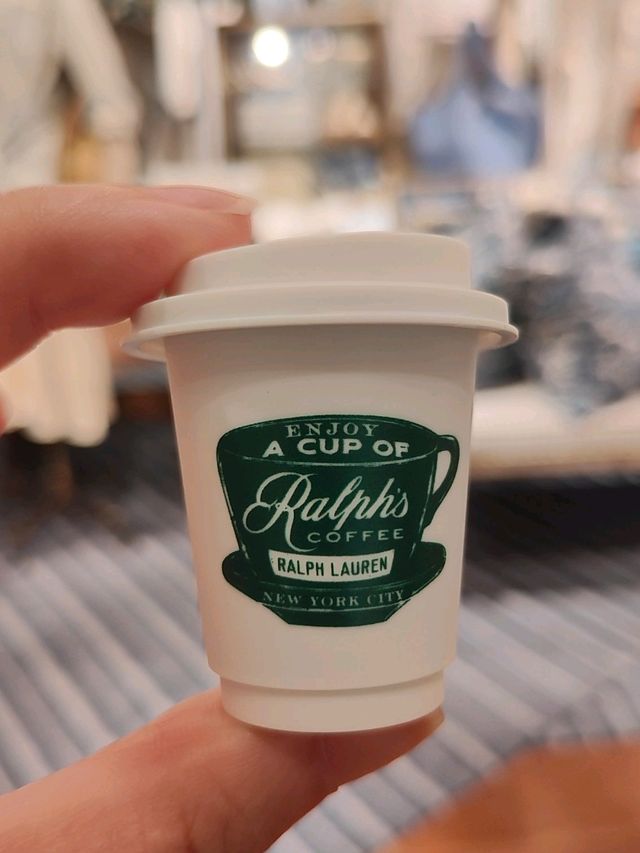 ENJOY
A CUP OF
Ralph's
COFFEE
RALPH LAUREN
NEW YORK CITY